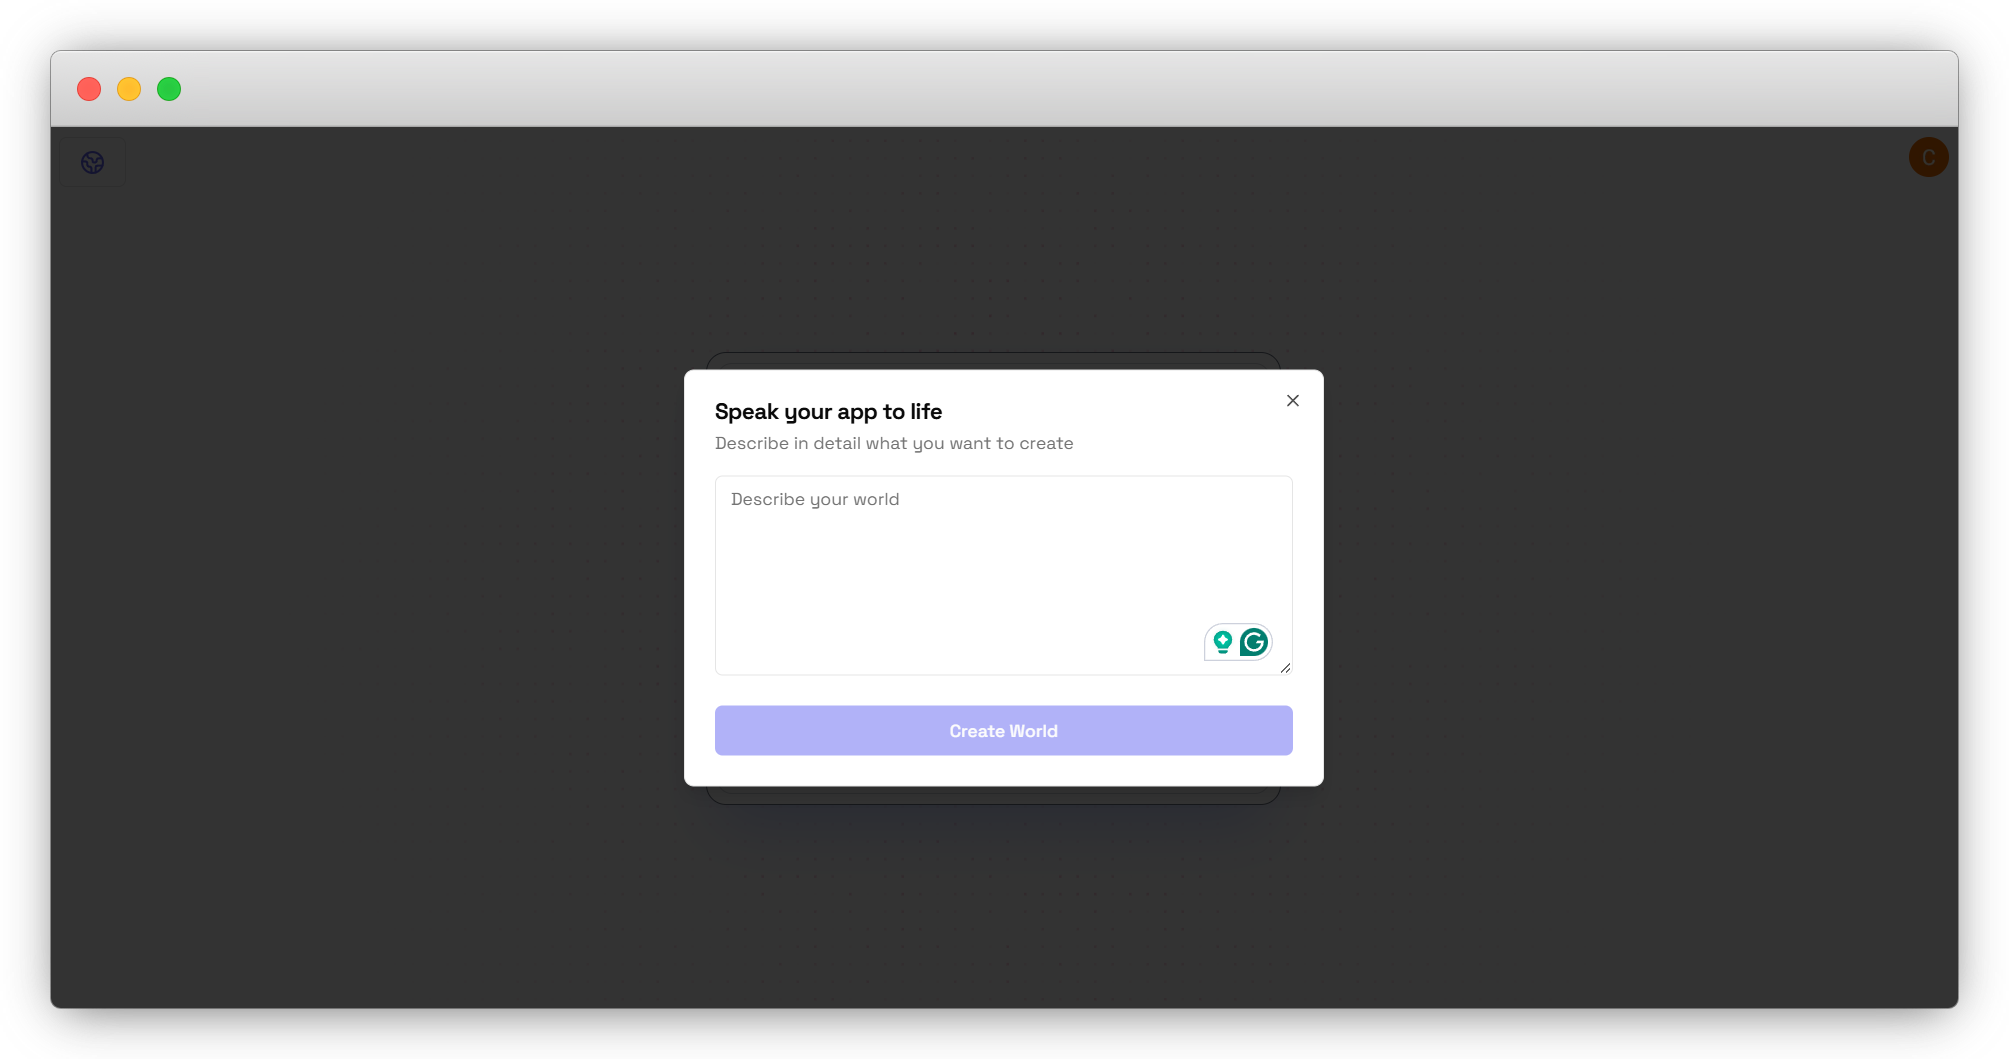 C
Speak your app to life
Describe in detail what you want to create
Describe your world
G
Create World